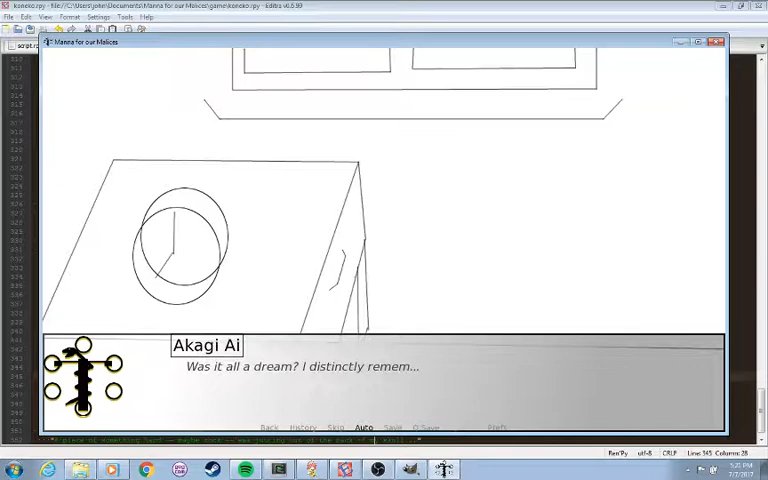 koneko.rpy - file:///C:/Users/john/Documents/Manna for our Malices/game/koneko.rpy - Editra v0.6.99
File Edit View Format Settings Tools Help
Manna for our Malices
Akagi Ai
Was it all a dream? I distinctly remem...
Back History Skip Auto Save Q.Save Prefs
Ren'Py utf-8 CRLF Line: 345 Column: 28
5:25 PM
7/7/2017